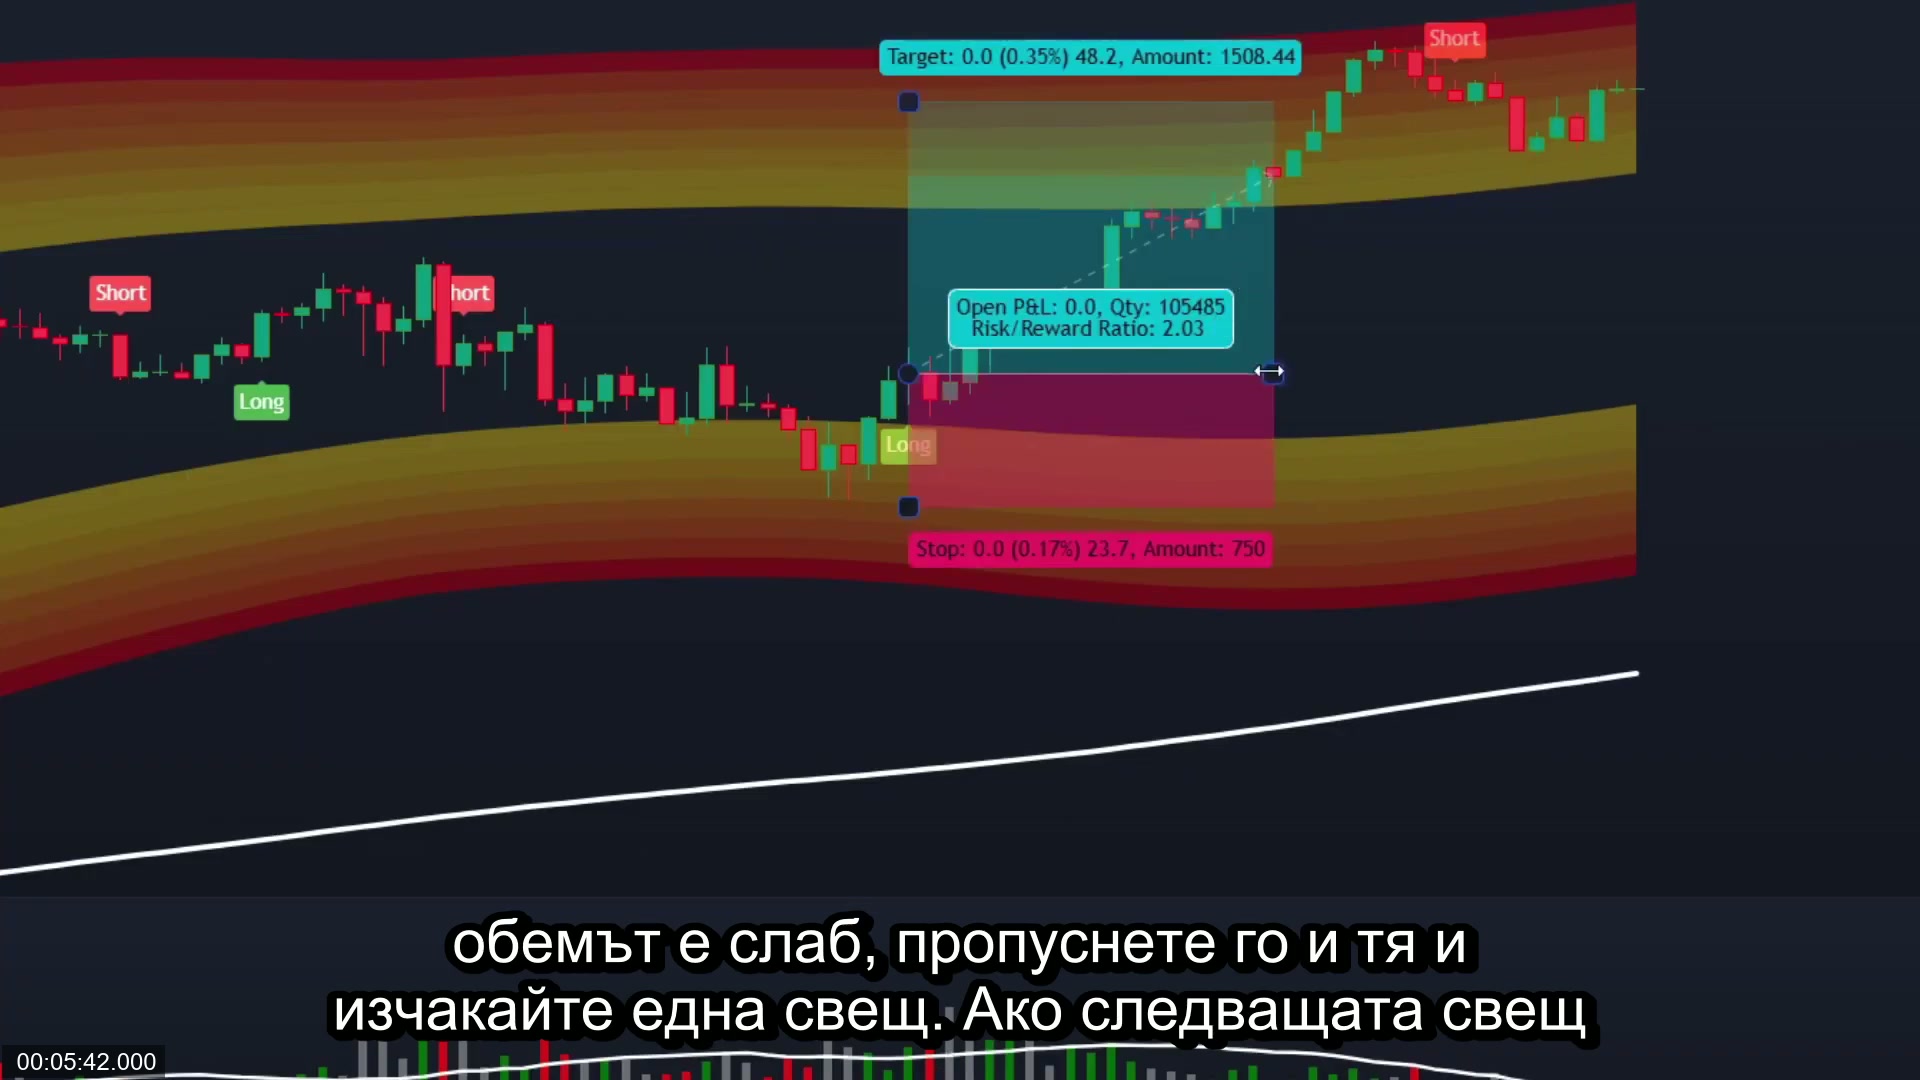 Target: 0.0 (0.35%) 48.2, Amount: 1508.44
Short
Short
hort
Open P&L: 0.0, Qty: 105485
Risk/Reward Ratio: 2.03
Long
Long
Stop: 0.0 (0.17%) 23.7, Amount: 750
обемът е слаб, пропуснете го и тя и
изчакайте една свещ. Ако следващата свещ
00:05:42.000